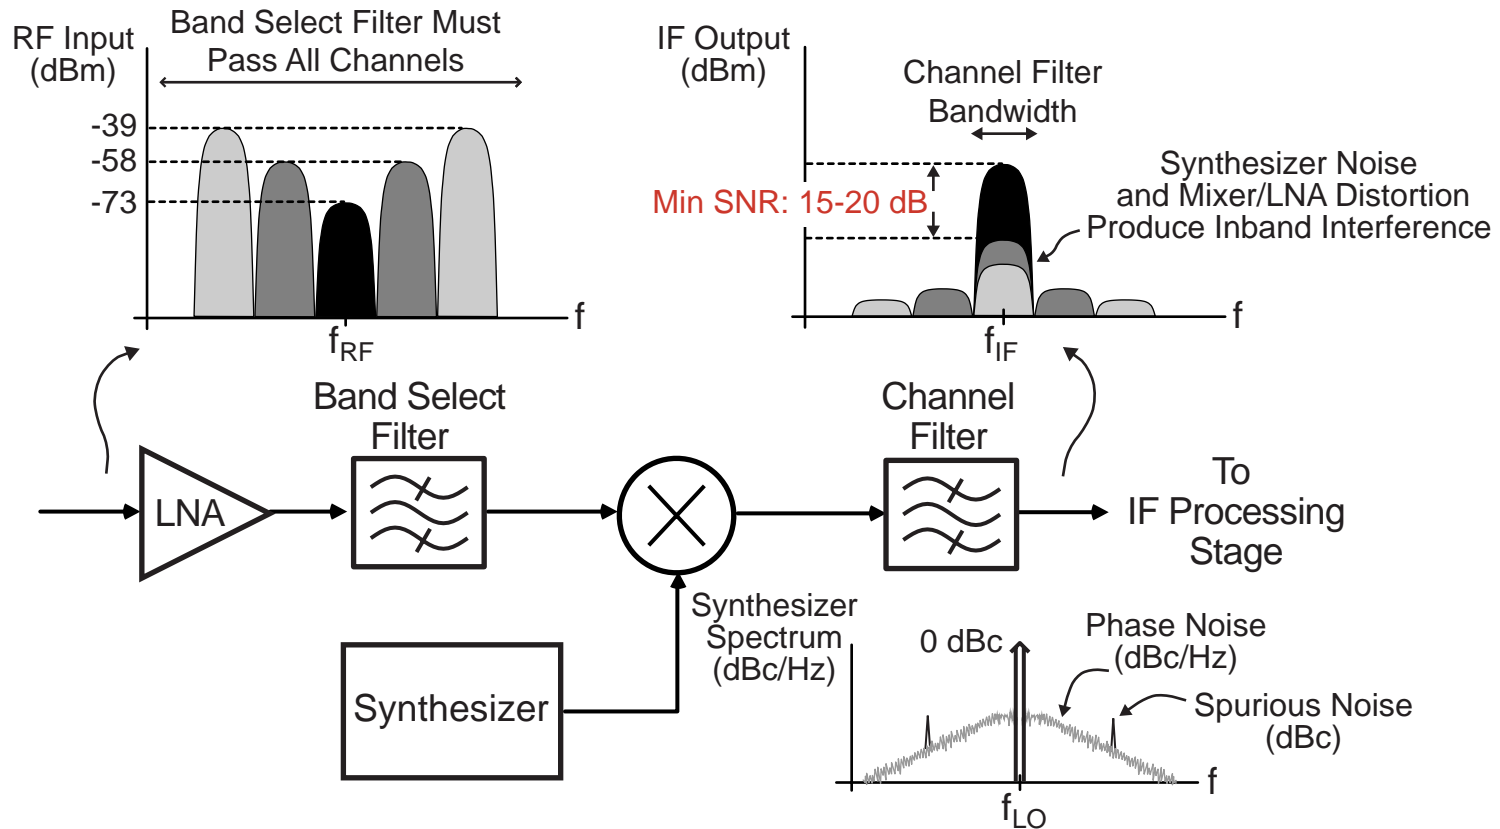 RF Input
(dBm)
Band Select Filter Must
Pass All Channels
-39
-58
-73
f
fRF
IF Output
(dBm)
Channel Filter
Bandwidth
Min SNR: 15-20 dB
Synthesizer Noise
and Mixer/LNA Distortion
Produce Inband Interference
f
fIF
Band Select
Filter
Channel
Filter
LNA
To
IF Processing
Stage
Synthesizer
Synthesizer
Spectrum
(dBc/Hz)
0 dBc
Phase Noise
(dBc/Hz)
Spurious Noise
(dBc)
f
fLO